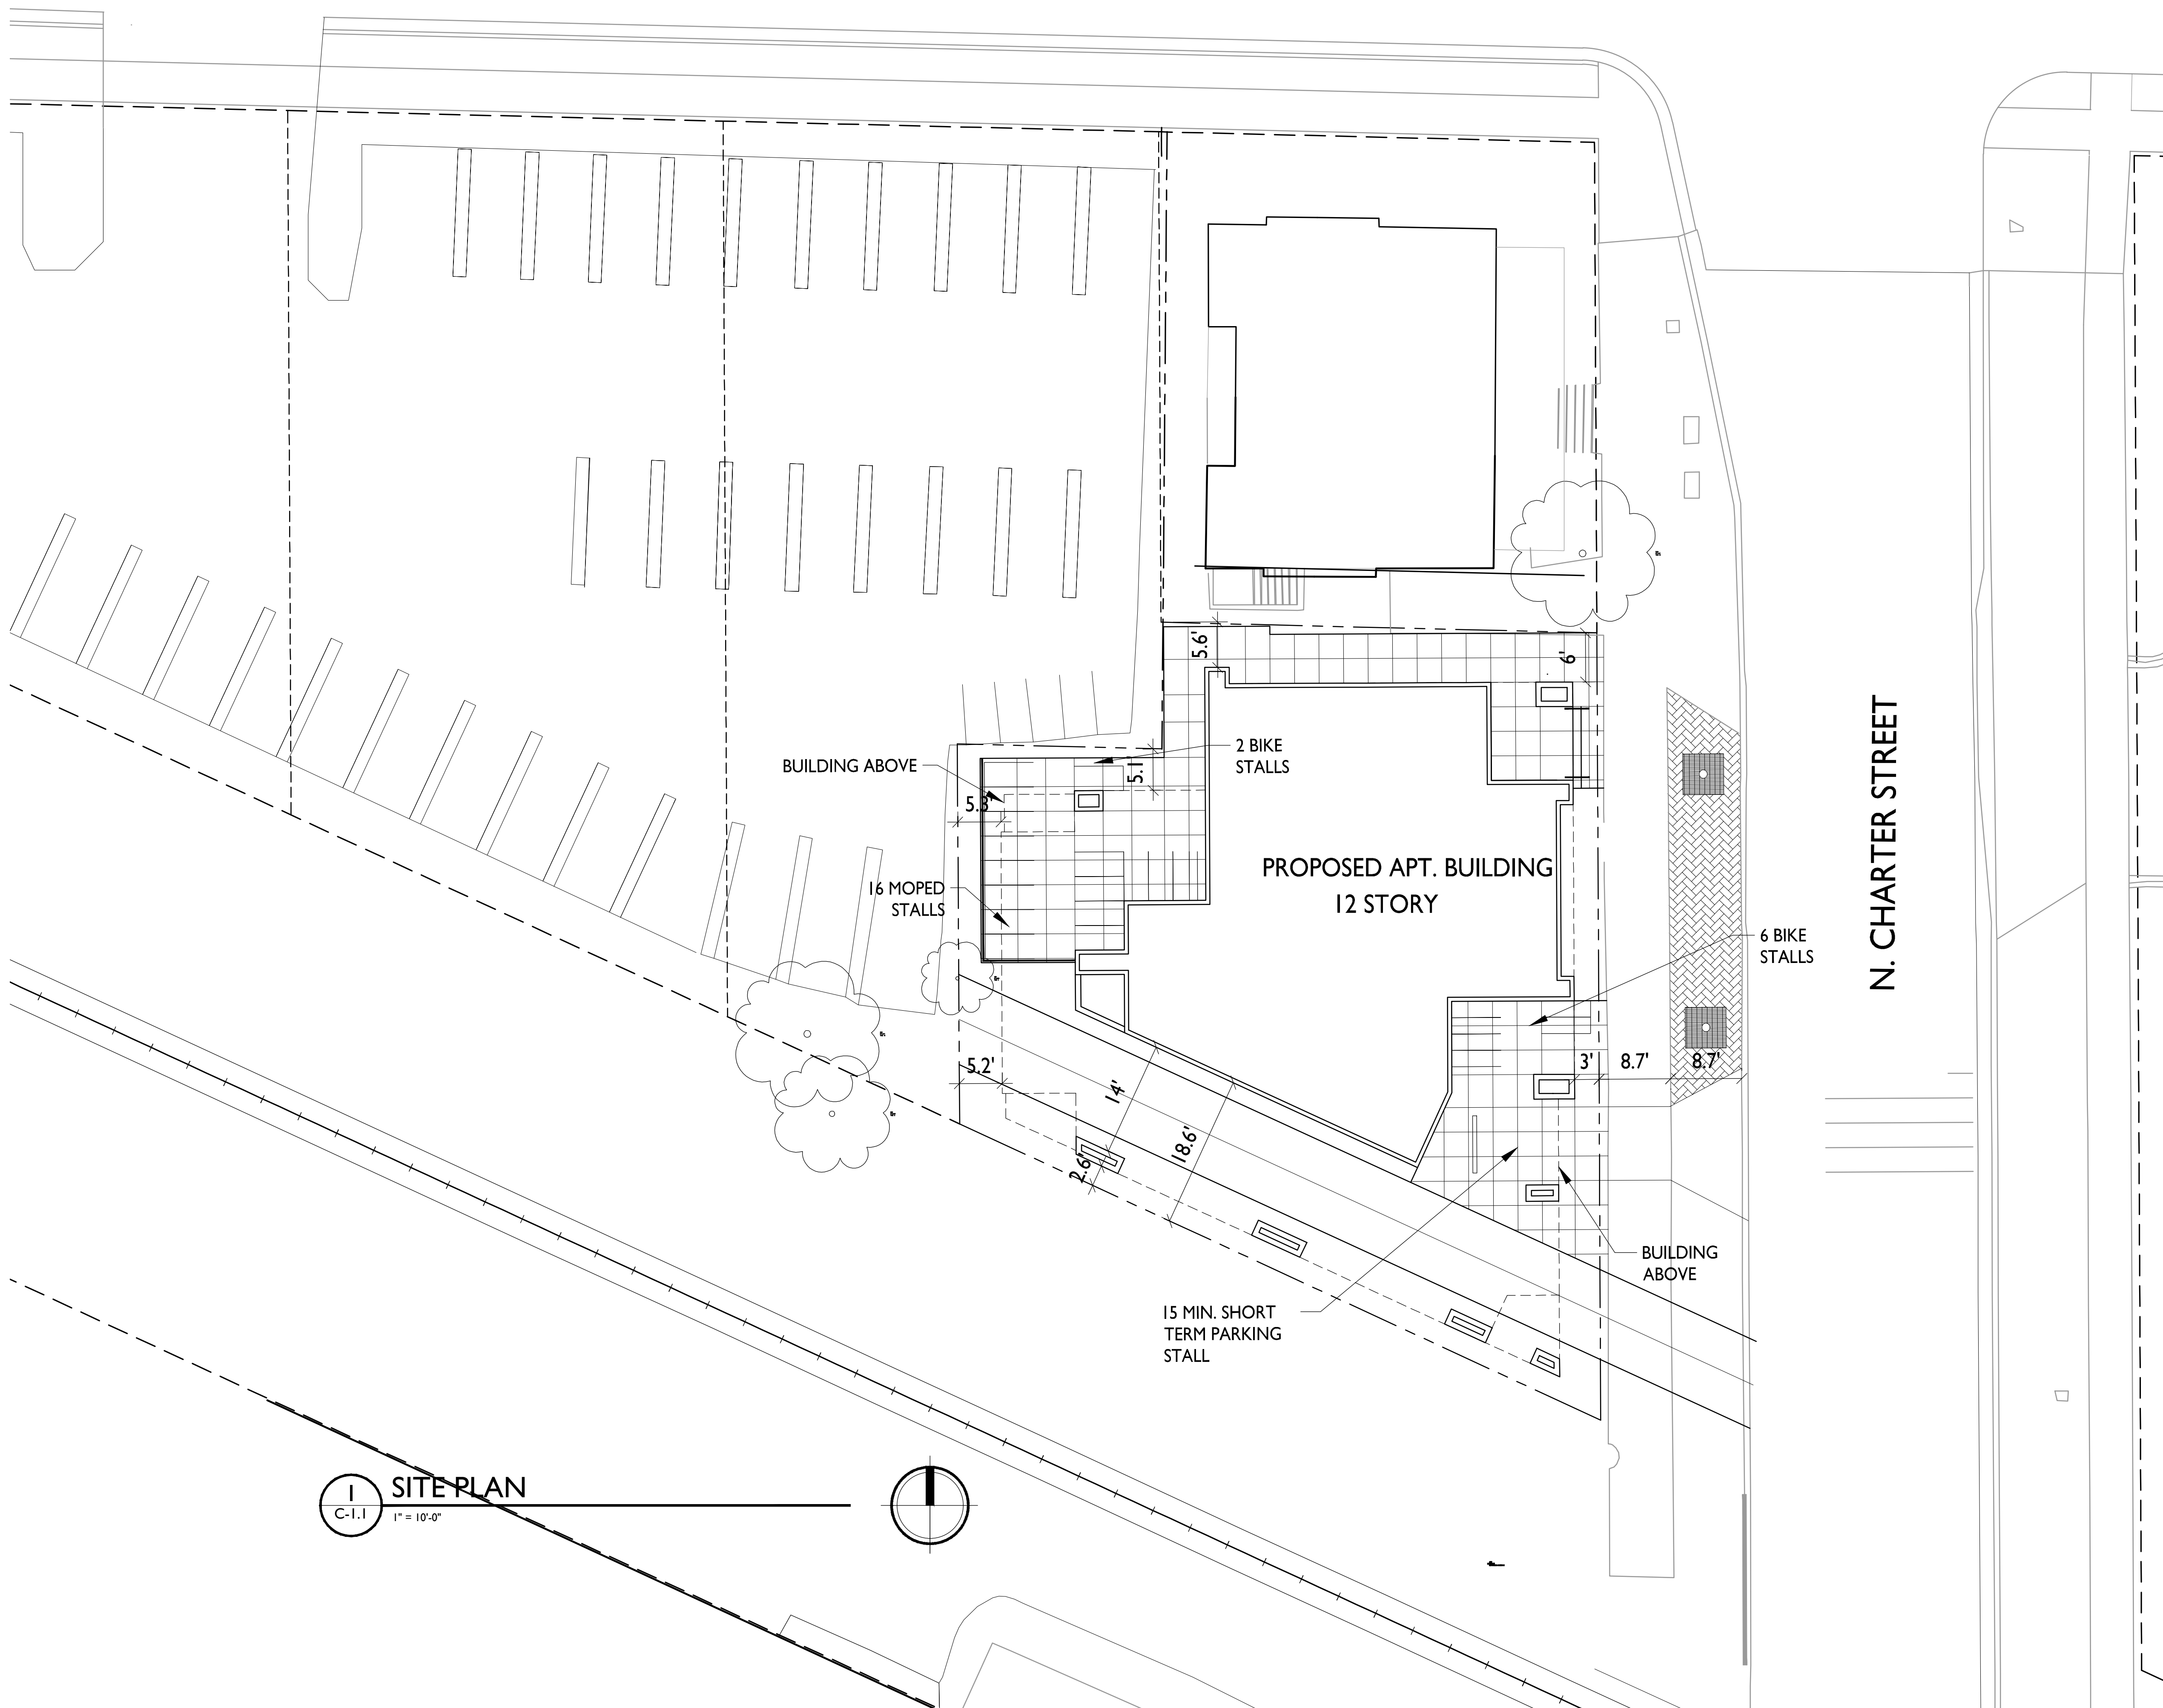 5.6'
6'
2 BIKE
STALLS
BUILDING ABOVE
5.1
5.3'
PROPOSED APT. BUILDING
12 STORY
16 MOPED
STALLS
N. CHARTER STREET
6 BIKE
STALLS
3'
8.7'
8.7'
5.2'
14'
18.6'
2.6'
BUILDING
ABOVE
15 MIN. SHORT
TERM PARKING
STALL
1
C-1.1
SITE PLAN
1" = 10'-0"